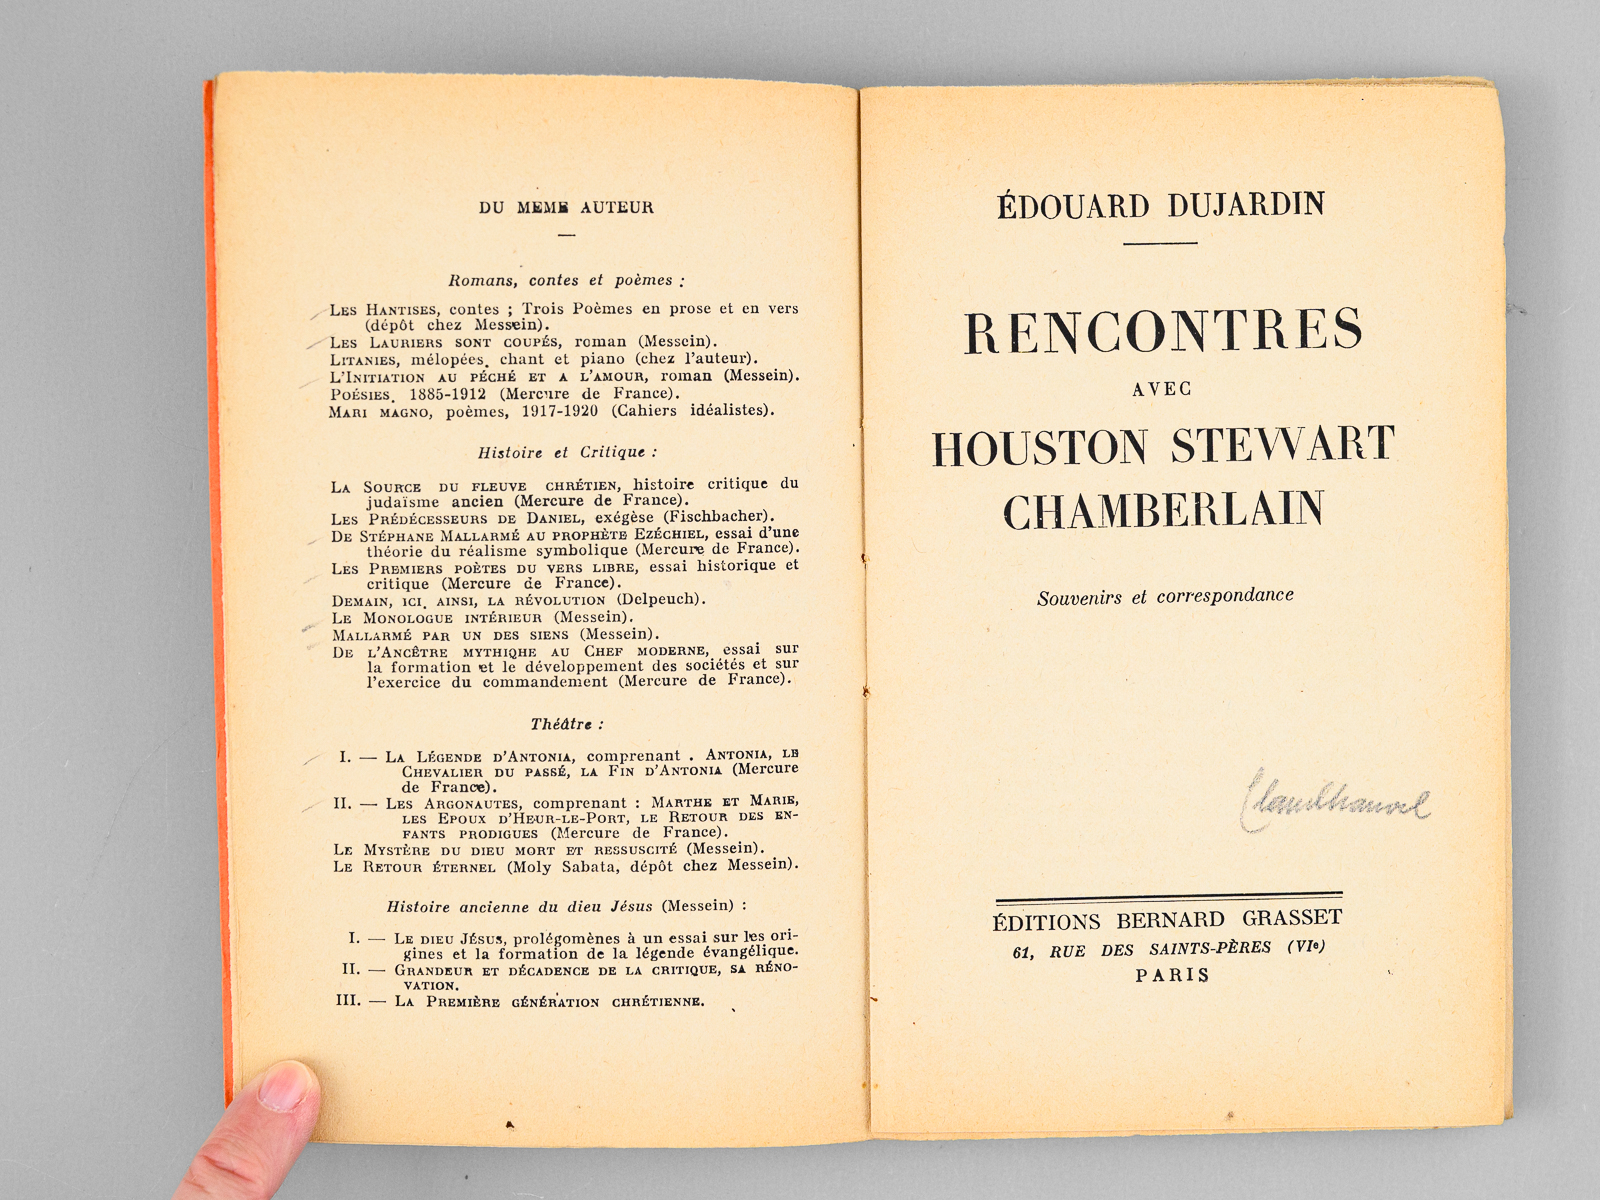 DU MEME AUTEUR
Romans, contes et poèmes :
LES HANTISES, contes ; Trois Poèmes en prose et en vers
(dépôt chez Messein).
LES LAURIERS SONT COUPÉS, roman (Messein).
LITANIES, mélopées. chant et piano (chez l'auteur).
L'INITIATION AU PÉCHÉ ET A L'AMOUR, roman (Messein).
POÉSIES. 1885-1912 (Mercure de France).
MARI MAGNO, poèmes, 1917-1920 (Cahiers idéalistes).
Histoire et Critique :
LA SOURCE DU FLEUVE CHRÉTIEN, histoire critique du
judaïsme ancien (Mercure de France).
LES PRÉDÉCESSEURS DE DANIEL, exégèse (Fischbacher).
DE STÉPHANE MALLARMÉ AU PROPHÈTE EZÉCHIEL, essai d'une
théorie du réalisme symbolique (Mercure de France).
LES PREMIERS POÈTES DU VERS LIBRE, essai historique et
critique (Mercure de France).
DEMAIN, ICI. AINSI, LA RÉVOLUTION (Delpeuch).
LE MONOLOGUE INTÉRIEUR (Messein).
MALLARMÉ PAR UN DES SIENS (Messein).
DE L'ANCÊTRE MYTHIQHE AU CHEF MODERNE, essai sur
la formation et le développement des sociétés et sur
l'exercice du commandement (Mercure de France).
Théâtre :
I. — LA LÉGENDE D'ANTONIA, comprenant . ANTONIA, LE
CHEVALIER DU PASSÉ, LA FIN D'ANTONIA (Mercure
de France).
II. — LES ARGONAUTES, comprenant : MARTHE ET MARIE,
LES EPOUX D'HEUR-LE-PORT, LE RETOUR DES EN-
FANTS PRODIGUES (Mercure de France).
LE MYSTÈRE DU DIEU MORT ET RESSUSCITÉ (Messein).
LE RETOUR ÉTERNEL (Moly Sabata, dépôt chez Messein).
Histoire ancienne du dieu Jésus (Messein) :
I. — LE DIEU JÉSUS, prolégomènes à un essai sur les ori-
gines et la formation de la légende évangélique.
II. — GRANDEUR ET DÉCADENCE DE LA CRITIQUE, SA RÉNO-
VATION.
III. — LA PREMIÈRE GÉNÉRATION CHRÉTIENNE.
ÉDOUARD DUJARDIN
RENCONTRES
AVEC
HOUSTON STEWART
CHAMBERLAIN
Souvenirs et correspondance
ÉDITIONS BERNARD GRASSET
61, RUE DES SAINTS-PÈRES (VIe)
PARIS